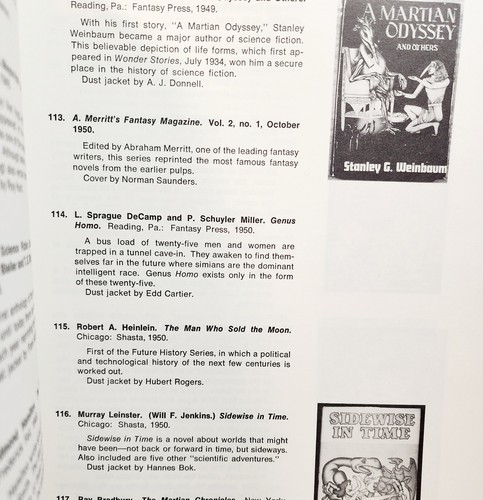 Reading, Pa.: Fantasy Press, 1949.
With his first story, "A Martian Odyssey," Stanley
Weinbaum became a major author of science fiction.
This believable depiction of life forms, which first ap-
peared in Wonder Stories, July 1934, won him a secure
place in the history of science fiction.
Dust jacket by A. J. Donnell.
113. A. Merritt's Fantasy Magazine. Vol. 2, no. 1, October
1950.
Edited by Abraham Merritt, one of the leading fantasy
writers, this series reprinted the most famous fantasy
novels from the earlier pulps.
Cover by Norman Saunders.
114. L. Sprague DeCamp and P. Schuyler Miller. Genus
Homo. Reading, Pa.: Fantasy Press, 1950.
A bus load of twenty-five men and women are
trapped in a tunnel cave-in. They awaken to find them-
selves far in the future where simians are the dominant
intelligent race. Genus Homo exists only in the form
of these twenty-five.
Dust jacket by Edd Cartier.
115. Robert A. Heinlein. The Man Who Sold the Moon.
Chicago: Shasta, 1950.
First of the Future History Series, in which a political
and technological history of the next few centuries is
worked out.
Dust jacket by Hubert Rogers.
116. Murray Leinster. (Will F. Jenkins.) Sidewise in Time.
Chicago: Shasta, 1950.
Sidewise in Time is a novel about worlds that might
have been—not back or forward in time, but sideways.
Also included are five other "scientific adventures."
Dust jacket by Hannes Bok.
117. Ray Bradbury. The Martian Chronicles. New York:
A MARTIAN
ODYSSEY
AND OTHERS
Stanley G. Weinbaum
SIDEWISE
IN TIME